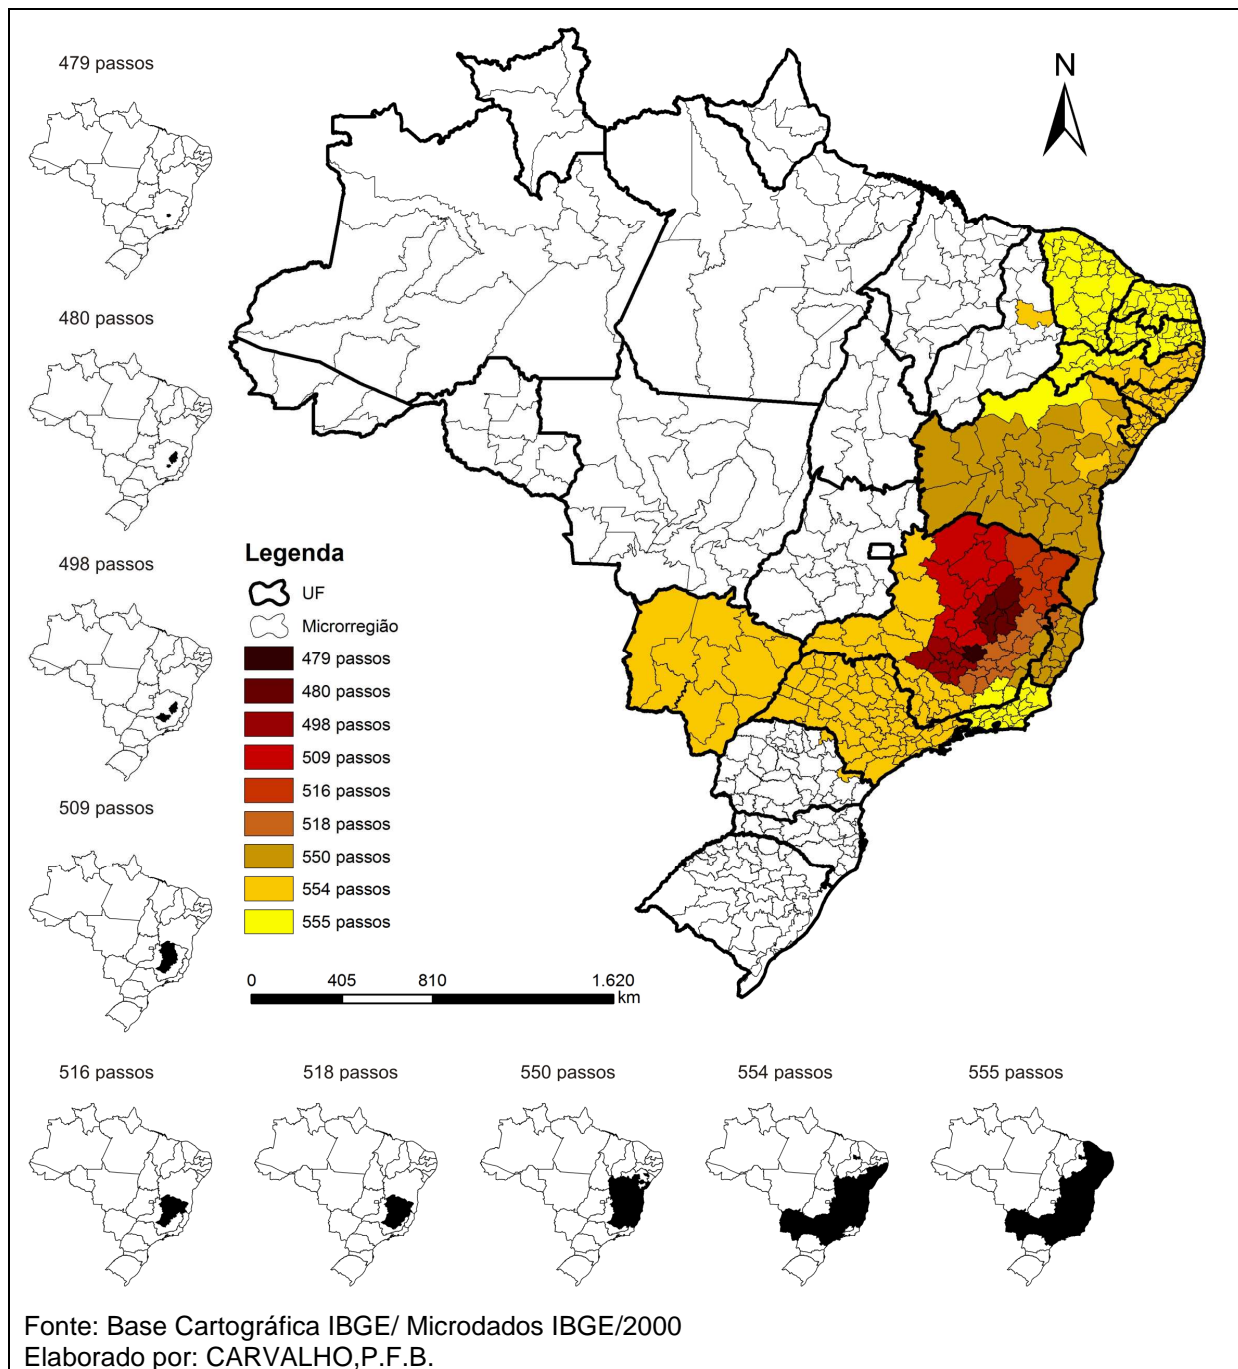 479 passos
480 passos
498 passos
509 passos
N
Legenda
UF
Microrregião
479 passos
480 passos
498 passos
509 passos
516 passos
518 passos
550 passos
554 passos
555 passos
0 405 810 1.620
km
516 passos
518 passos
550 passos
554 passos
555 passos
Fonte: Base Cartográfica IBGE/ Microdados IBGE/2000
Elaborado por: CARVALHO,P.F.B.